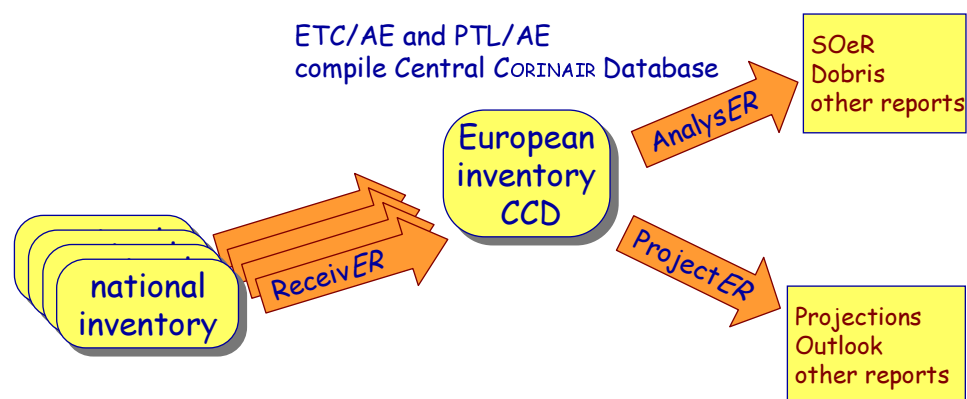 ETC/AE and PTL/AE
compile Central CORINAIR Database
SOeR
Dobris
other reports
AnalysER
European
inventory
CCD
ReceivER
ProjectER
national
inventory
Projections
Outlook
other reports